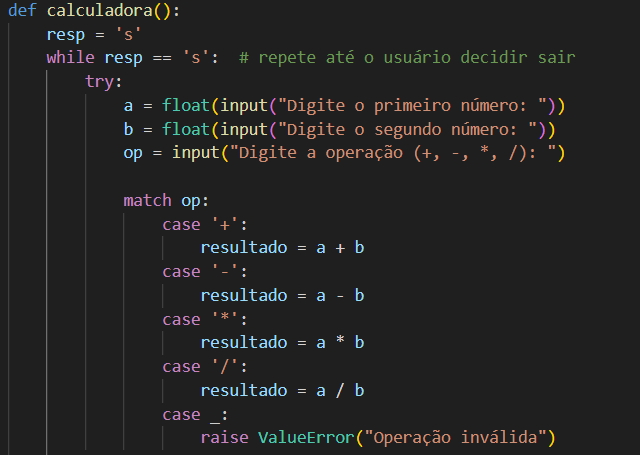 def calculadora():
    resp = 's'
    while resp == 's':  # repete até o usuário decidir sair
        try:
            a = float(input("Digite o primeiro número: "))
            b = float(input("Digite o segundo número: "))
            op = input("Digite a operação (+, -, *, /): ")

            match op:
                case '+':
                    resultado = a + b
                case '-':
                    resultado = a - b
                case '*':
                    resultado = a * b
                case '/':
                    resultado = a / b
                case _:
                    raise ValueError("Operação inválida")